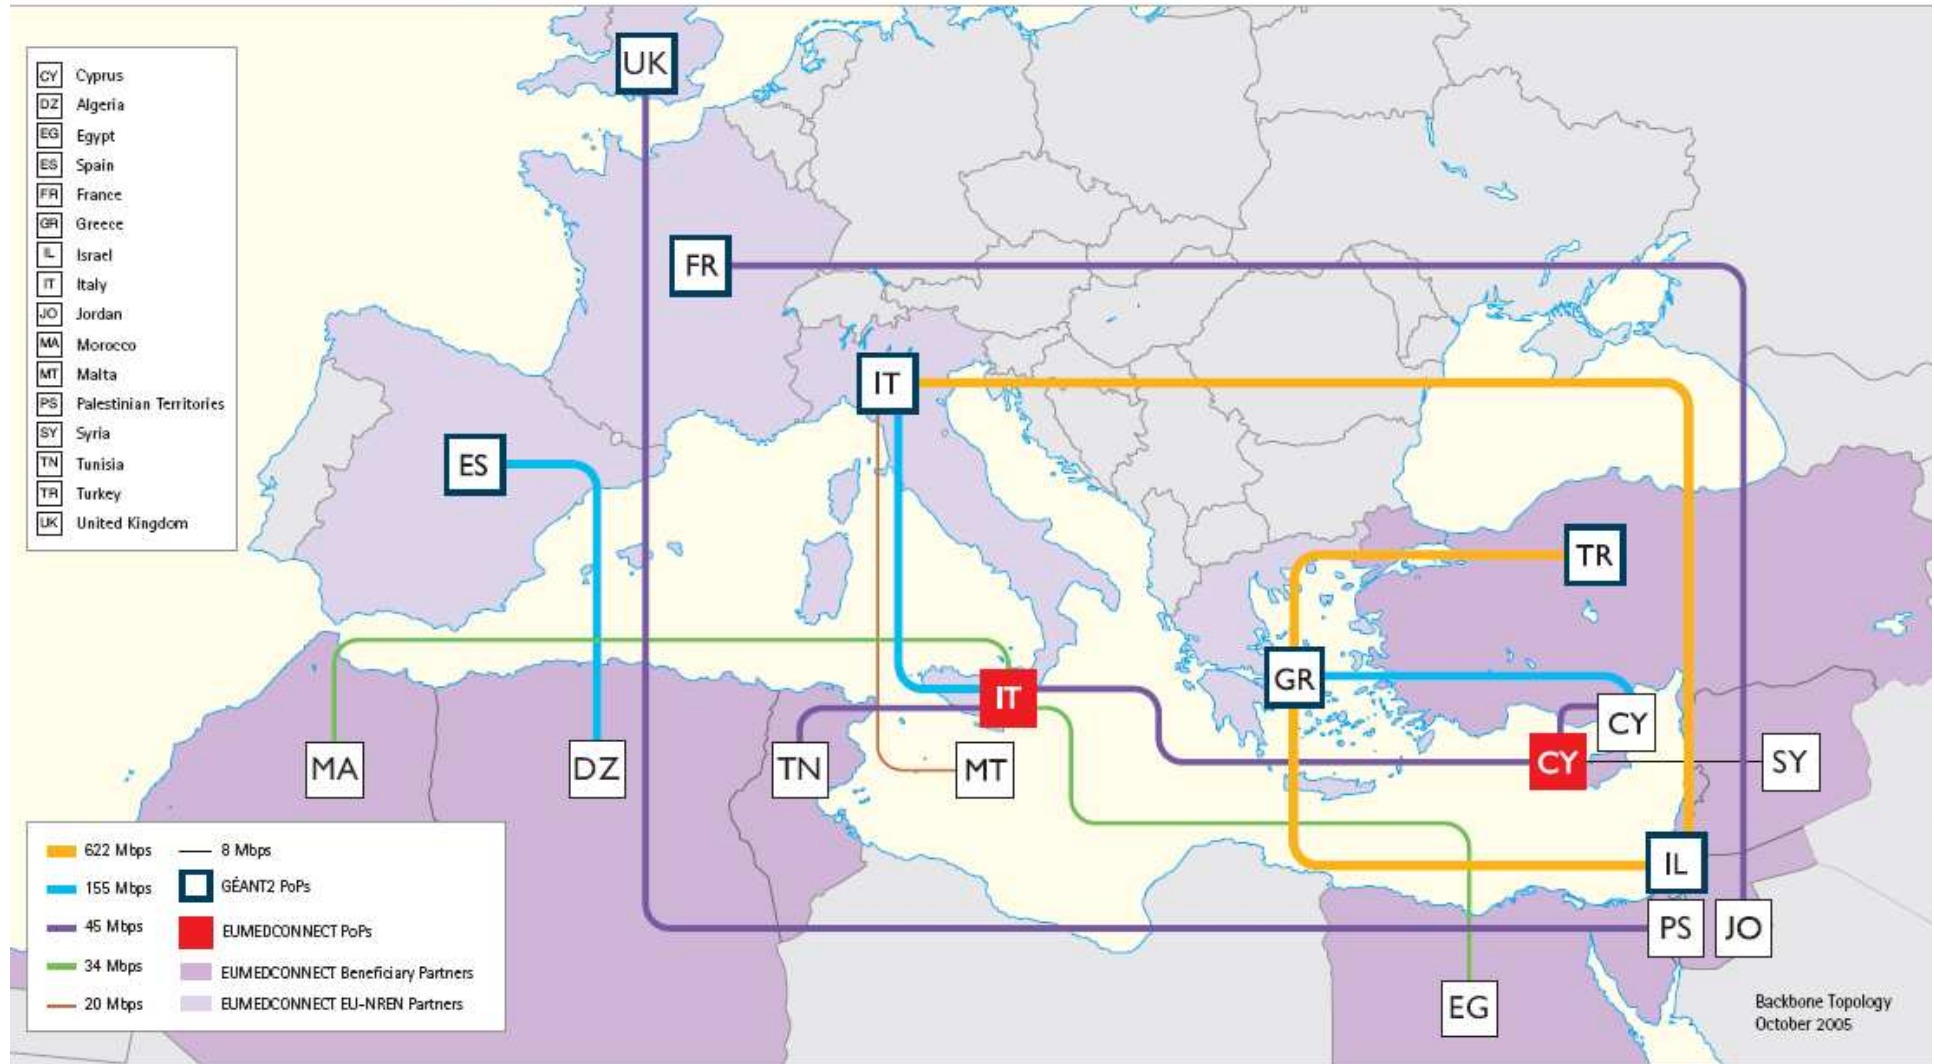 CY Cyprus
DZ Algeria
EG Egypt
ES Spain
FR France
GR Greece
IL Israel
IT Italy
JO Jordan
MA Morocco
MT Malta
PS Palestinian Territories
SY Syria
TN Tunisia
TR Turkey
UK United Kingdom
UK
FR
IT
ES
TR
GR
IT
CY
CY
SY
MA
DZ
TN
MT
IL
PS
JO
EG
622 Mbps
155 Mbps
45 Mbps
34 Mbps
20 Mbps
8 Mbps
GÉANT2 PoPs
EUMEDCONNECT PoPs
EUMEDCONNECT Beneficiary Partners
EUMEDCONNECT EU-NREN Partners
Backbone Topology
October 2005